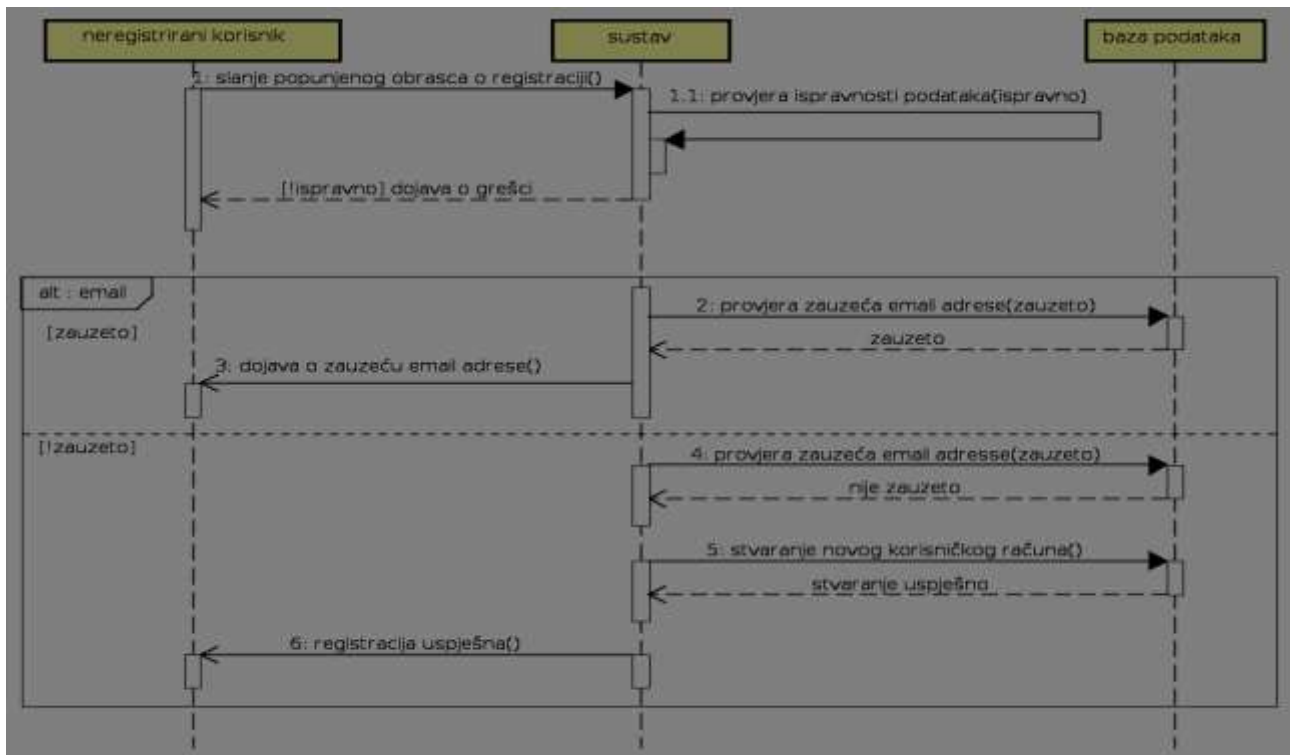 neregistrirani korisnik
sustav
baza podataka
1: slanje popunjenog obrasca o registraciji()
1.1: provjera ispravnosti podataka(ispravno)
[!ispravno] dojava o grešci
alt : email
2: provjera zauzeća email adrese(zauzeto)
[zauzeto]
zauzeto
3: dojava o zauzeću email adrese()
[!zauzeto]
4: provjera zauzeća email adresse(zauzeto)
nije zauzeto
5: stvaranje novog korisničkog računa()
stvaranje uspješno
6: registracija uspješna()